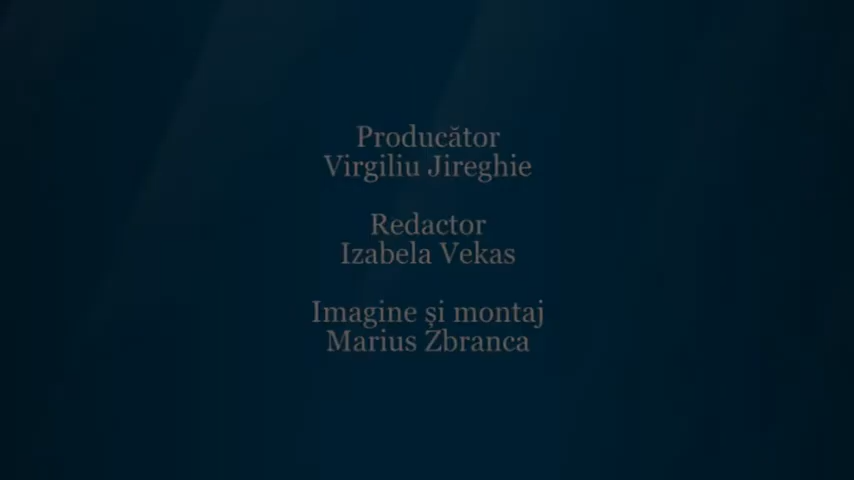 Producător
Virgiliu Jireghie
Redactor
Izabela Vekas
Imagine și montaj
Marius Zbranca